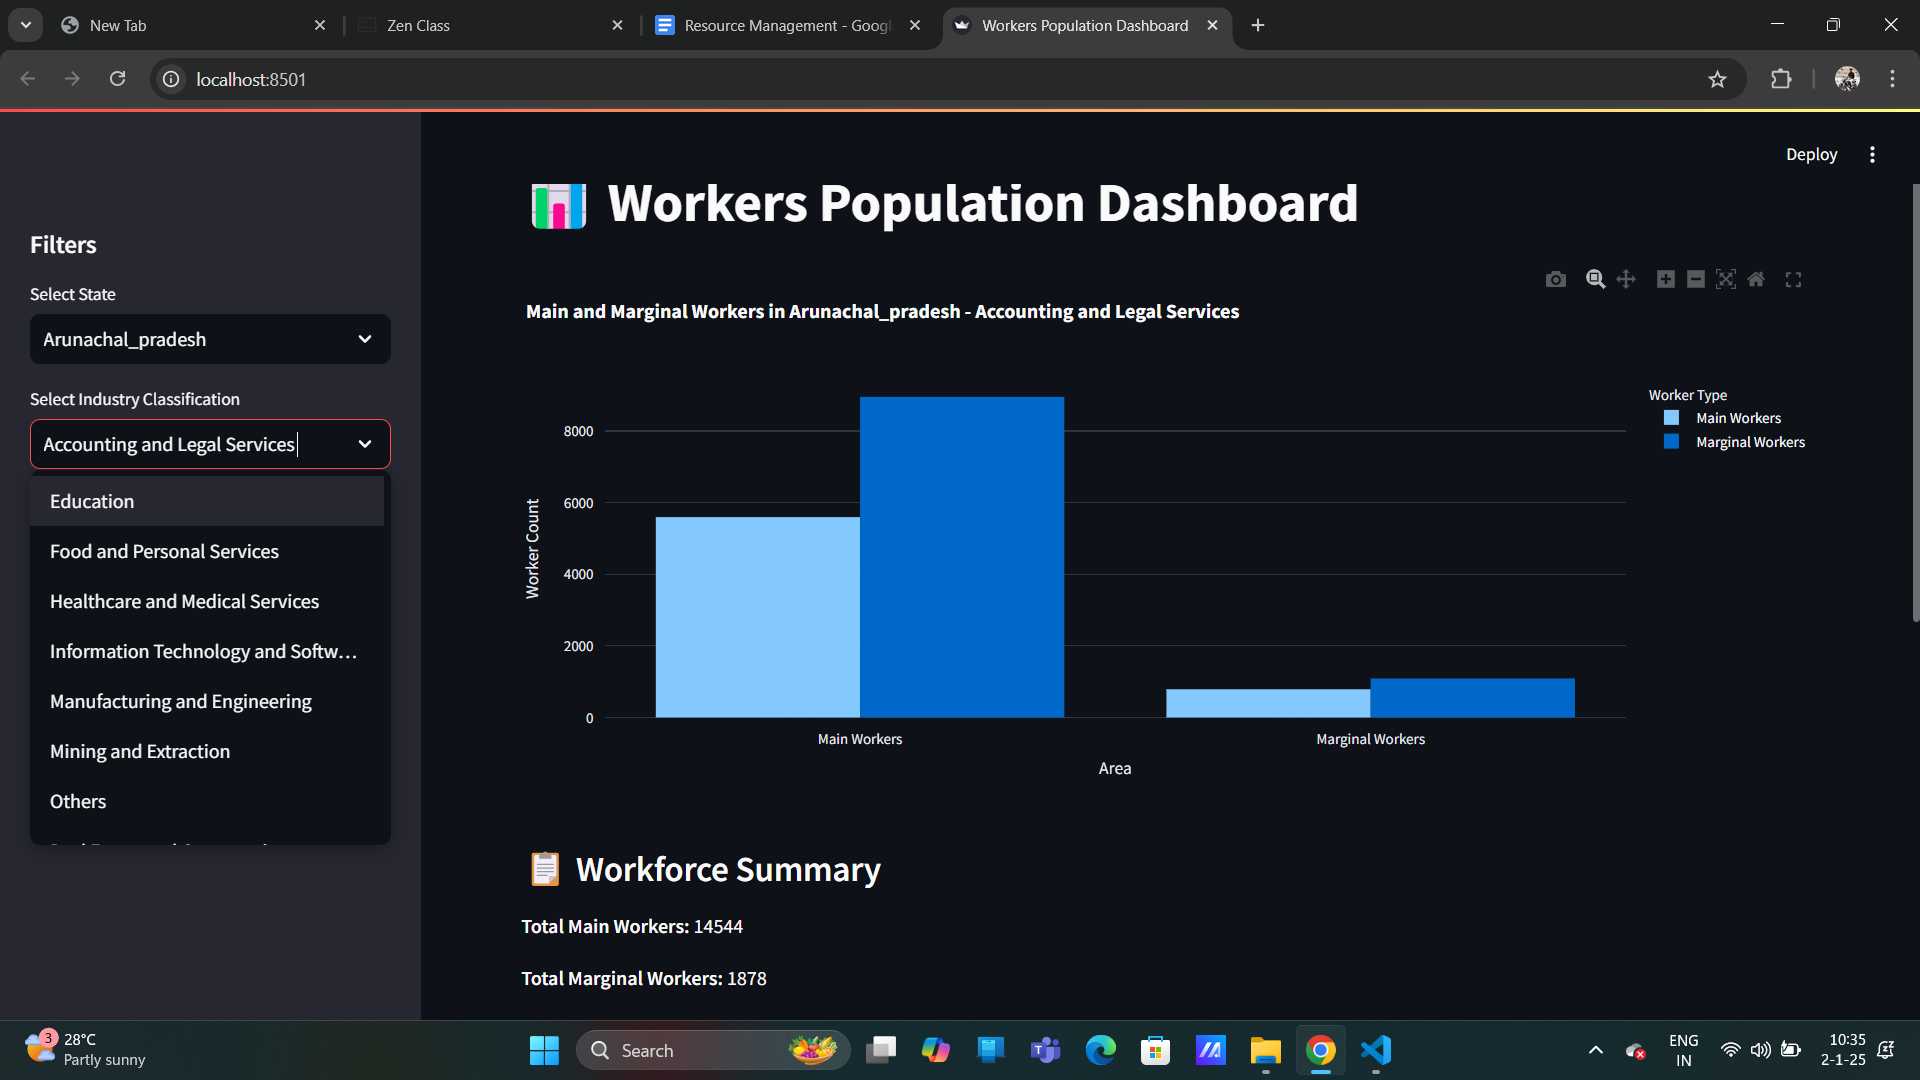 New Tab
Zen Class
Resource Management - Googl
Workers Population Dashboard
localhost:8501
Deploy
Workers Population Dashboard
Filters
Select State
Arunachal_pradesh
Select Industry Classification
Accounting and Legal Services
Education
Food and Personal Services
Healthcare and Medical Services
Information Technology and Softw...
Manufacturing and Engineering
Mining and Extraction
Others
Main and Marginal Workers in Arunachal_pradesh - Accounting and Legal Services
Worker Type
Main Workers
Marginal Workers
Worker Count
8000
6000
4000
2000
0
Main Workers
Marginal Workers
Area
Workforce Summary
Total Main Workers: 14544
Total Marginal Workers: 1878
3
28°C
Partly sunny
Search
ENG
IN
10:35
2-1-25